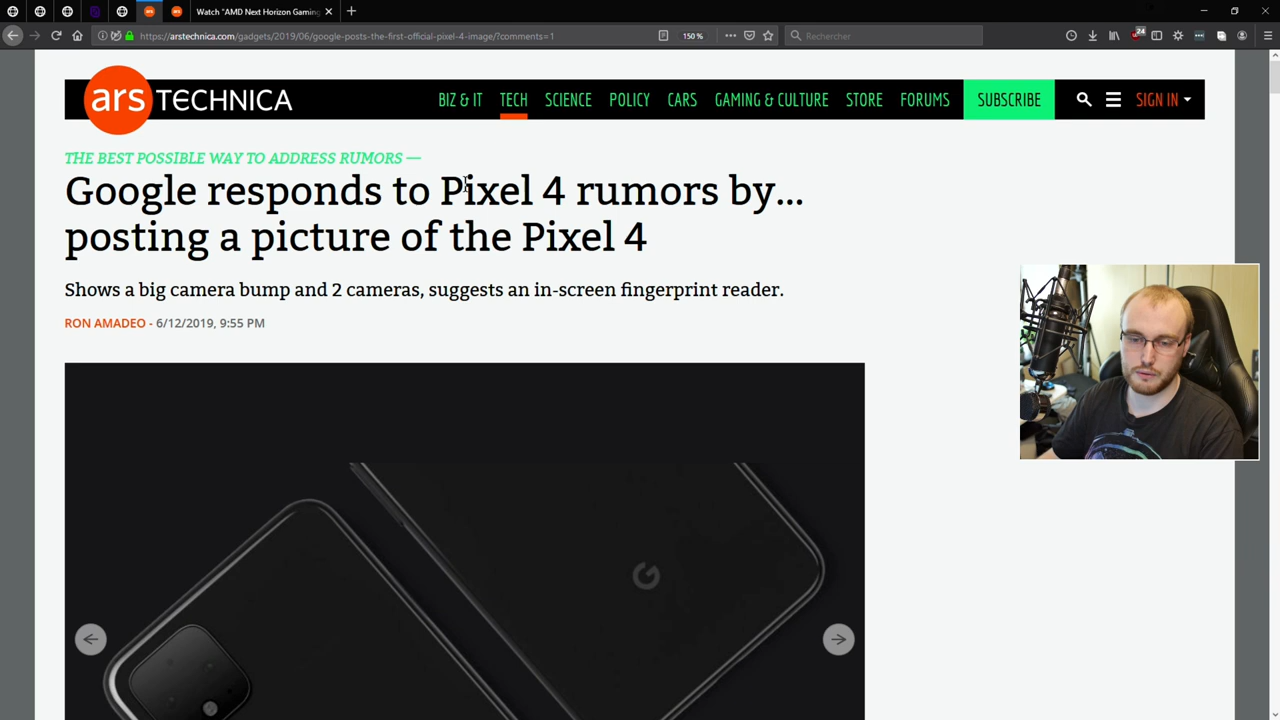 Watch "AMD Next Horizon Gaming
https://arstechnica.com/gadgets/2019/06/google-posts-the-first-official-pixel-4-image/?comments=1
150 %
Rechercher
24
ars TECHNICA
BIZ & IT TECH SCIENCE POLICY CARS GAMING & CULTURE STORE FORUMS SUBSCRIBE SIGN IN
THE BEST POSSIBLE WAY TO ADDRESS RUMORS —
Google responds to Pixel 4 rumors by…
posting a picture of the Pixel 4
Shows a big camera bump and 2 cameras, suggests an in-screen fingerprint reader.
RON AMADEO - 6/12/2019, 9:55 PM
G